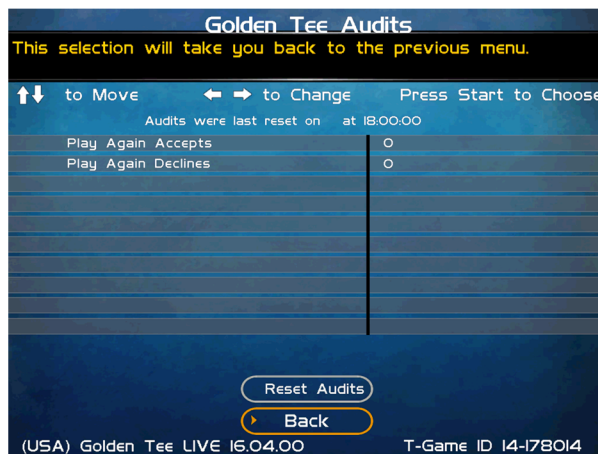 Golden Tee Audits
This selection will take you back to the previous menu.
to Move to Change Press Start to Choose
Audits were last reset on at 18:00:00
Play Again Accepts 0
Play Again Declines 0
Reset Audits
Back
(USA) Golden Tee LIVE 16.04.00 T-Game ID 14-178014